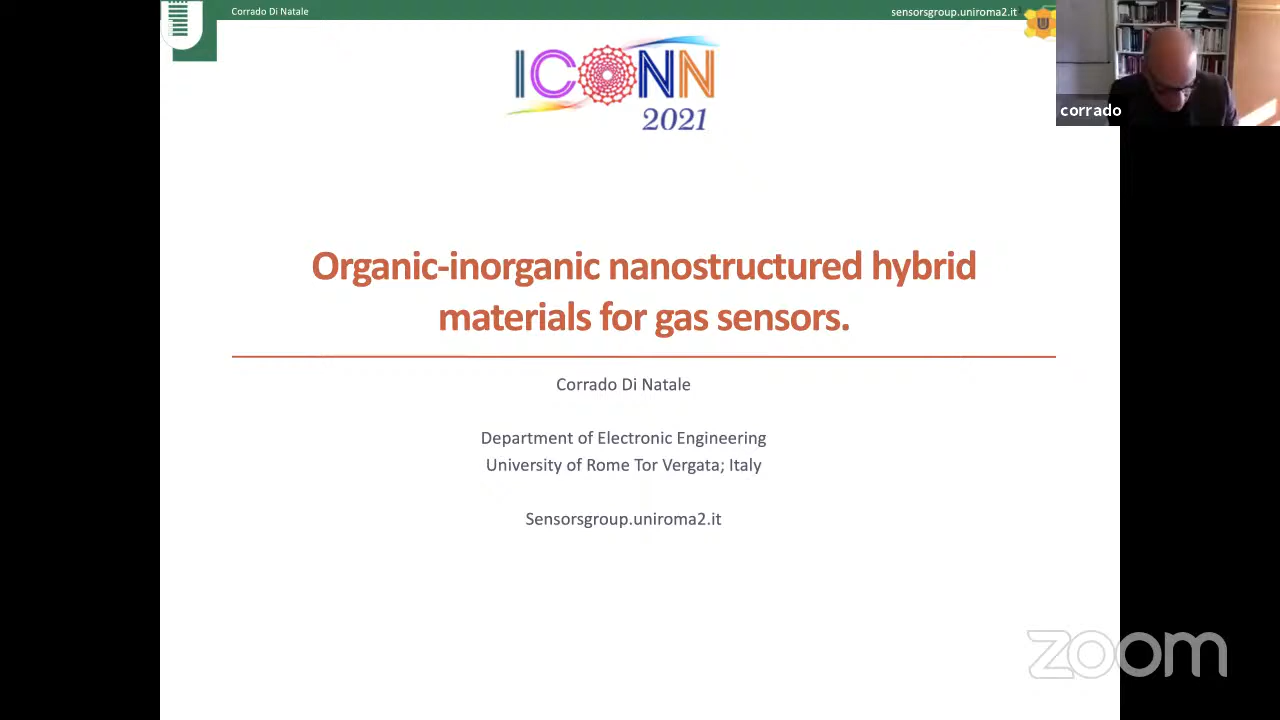 Corrado Di Natale
sensorsgroup.uniroma2.it
ICONN
2021
corrado
Organic-inorganic nanostructured hybrid
materials for gas sensors.
Corrado Di Natale
Department of Electronic Engineering
University of Rome Tor Vergata; Italy
Sensorsgroup.uniroma2.it
zoom